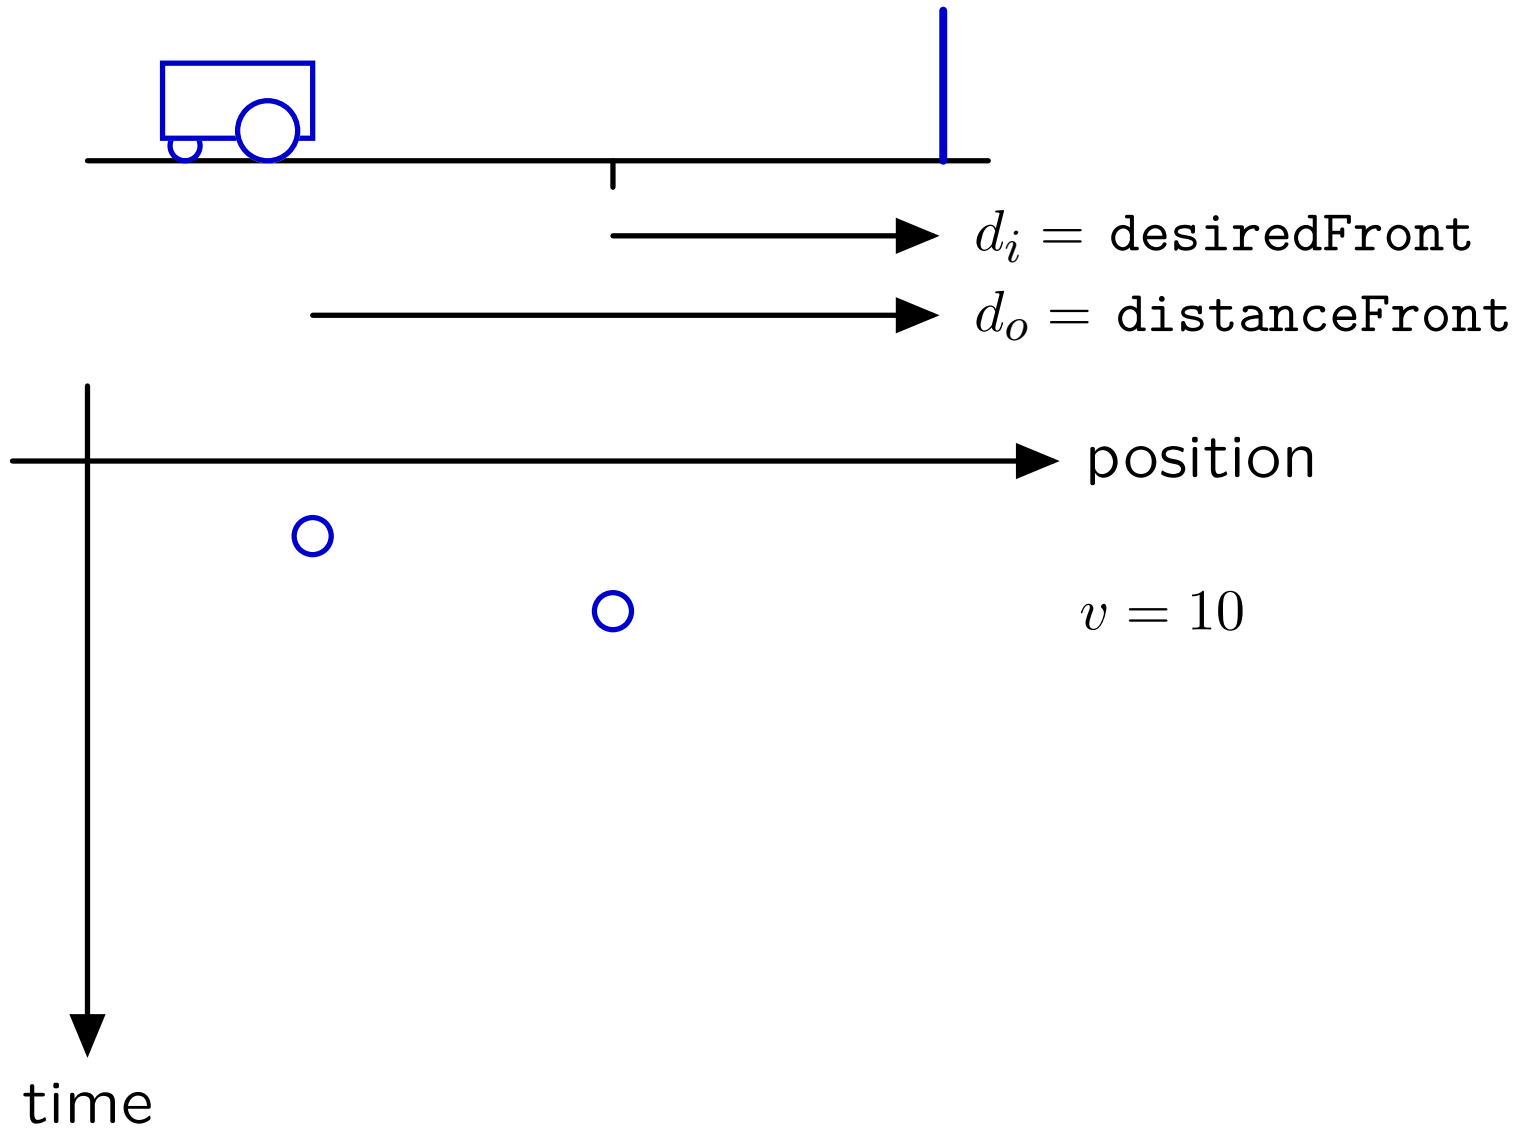 d_i = desiredFront
d_o = distanceFront
position
v = 10
time